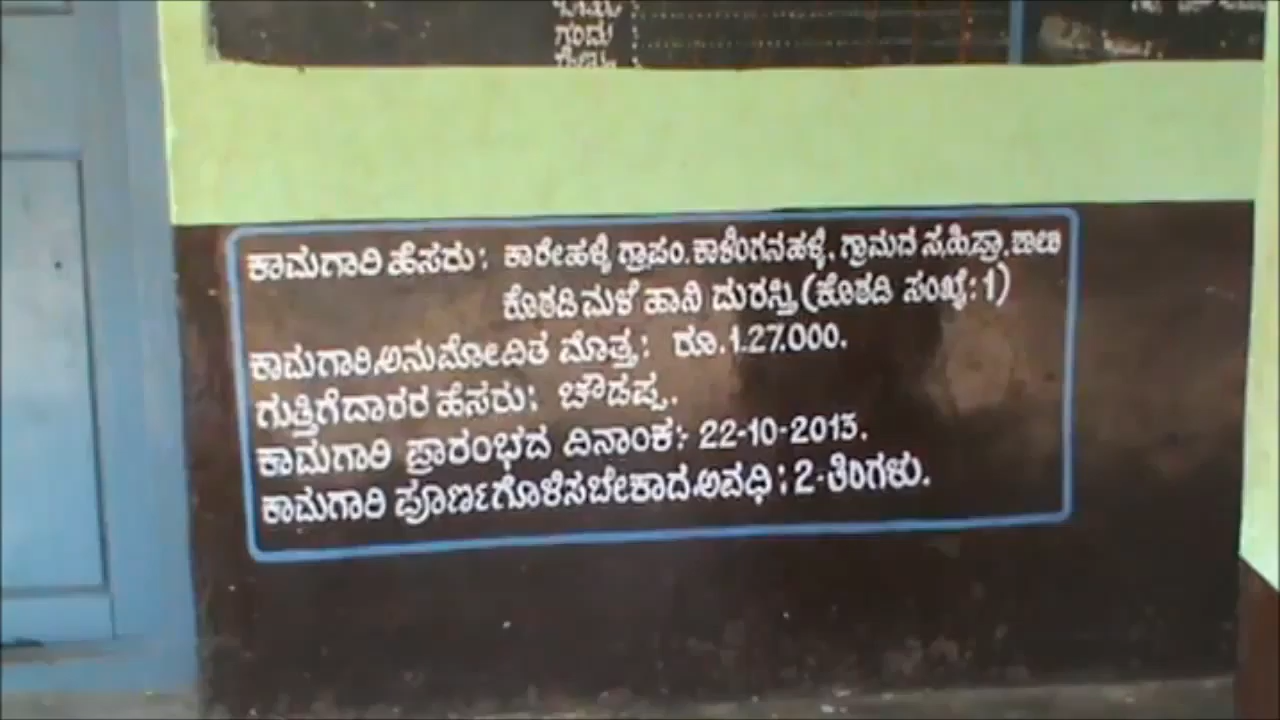 ಗ್ರಂಥ
ಕಾಮಗಾರಿ ಹೆಸರು: ಕಾರೇಹಳ್ಳಿ ಗ್ರಾ.ಪಂ. ಕಾಳಿಂಗನಹಳ್ಳಿ, ಗ್ರಾಮದ ಸ.ಹಿ.ಪ್ರಾ. ಶಾಲಾ
ಕೊಠಡಿ ಮಳೆ ಹಾನಿ ದುರಸ್ತಿ (ಕೊಠಡಿ ಸಂಖ್ಯೆ: 1)
ಕಾಮಗಾರಿ ಅನುಮೋದಿತ ಮೊತ್ತ: ರೂ. 1.27.000.
ಗುತ್ತಿಗೆದಾರರ ಹೆಸರು: ಚೌಡಪ್ಪ.
ಕಾಮಗಾರಿ ಪ್ರಾರಂಭದ ದಿನಾಂಕ:- 22-10-2013.
ಕಾಮಗಾರಿ ಪೂರ್ಣಗೊಳಿಸಬೇಕಾದ ಅವಧಿ: 2-ತಿಂಗಳು.